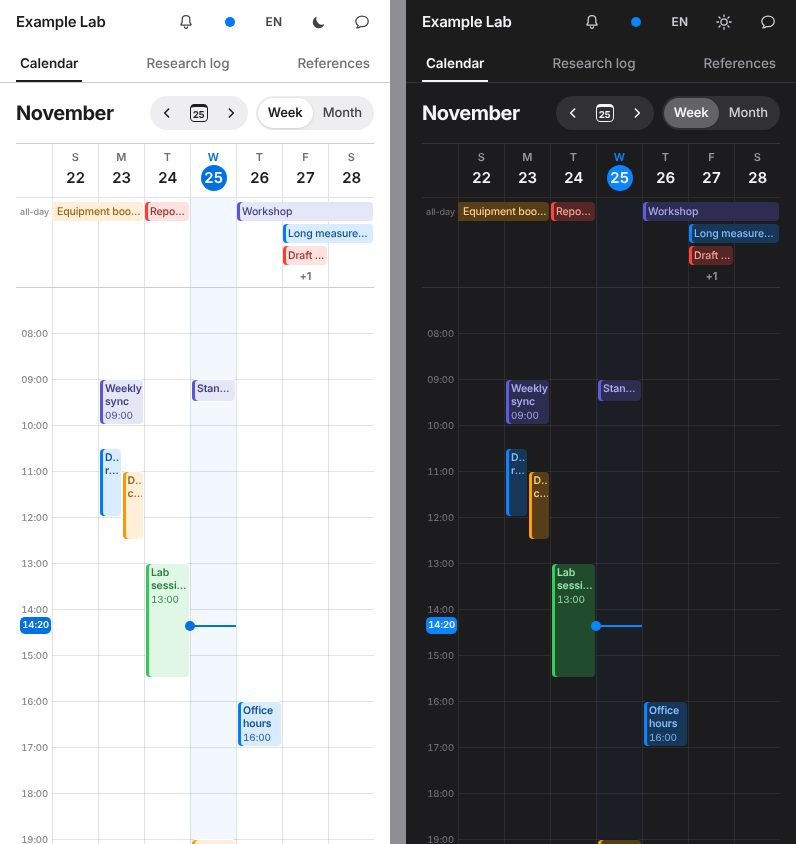 Example Lab
EN
Calendar Research log References
November 25 Week Month
S M T W T F S
22 23 24 25 26 27 28
all-day Equipment boo... Repo... Workshop
Long measure...
Draft ...
+1
08:00
09:00 Weekly sync 09:00 Stan...
10:00
D.. r...
11:00 D.. c...
12:00
13:00 Lab sessi... 13:00
14:00
14:20
15:00
16:00 Office hours 16:00
17:00
18:00
19:00
Example Lab
EN
Calendar Research log References
November 25 Week Month
S M T W T F S
22 23 24 25 26 27 28
all-day Equipment boo... Repo... Workshop
Long measure...
Draft ...
+1
08:00
09:00 Weekly sync 09:00 Stan...
10:00
D.. r...
11:00 D.. c...
12:00
13:00 Lab sessi... 13:00
14:00
14:20
15:00
16:00 Office hours 16:00
17:00
18:00
19:00